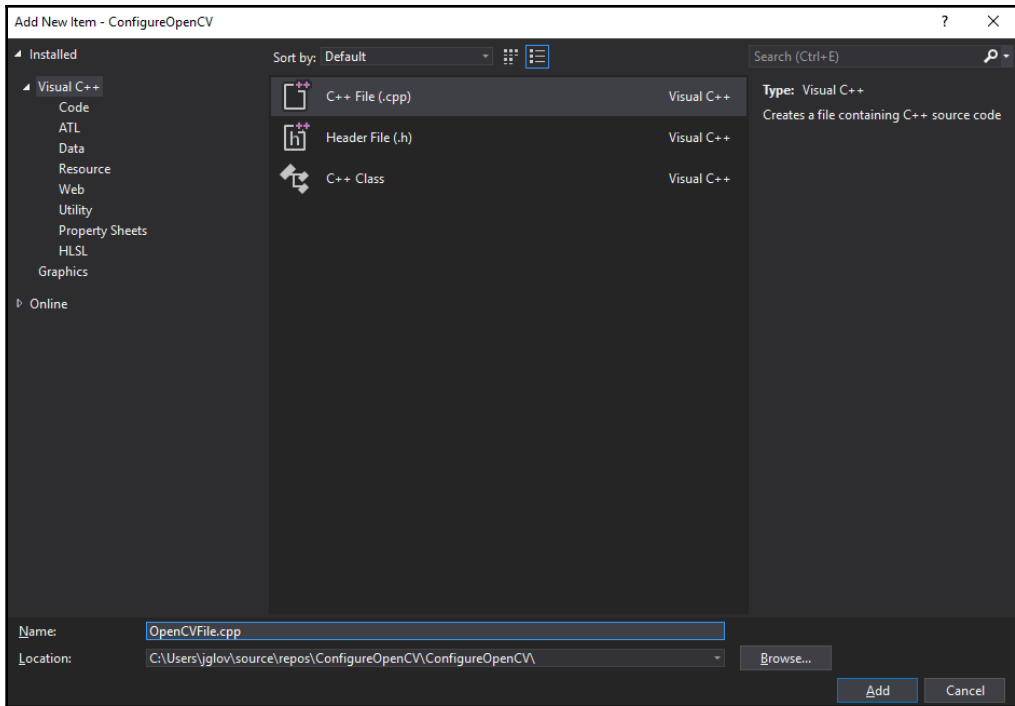 Add New Item - ConfigureOpenCV
?
Installed
Sort by: Default
Search (Ctrl+E)
Visual C++
Code
ATL
Data
Resource
Web
Utility
Property Sheets
HLSL
Graphics
Online
C++ File (.cpp) Visual C++
Header File (.h) Visual C++
C++ Class Visual C++
Type: Visual C++
Creates a file containing C++ source code
Name: OpenCVFile.cpp
Location: C:\Users\jglov\source\repos\ConfigureOpenCV\ConfigureOpenCV\
Browse...
Add Cancel